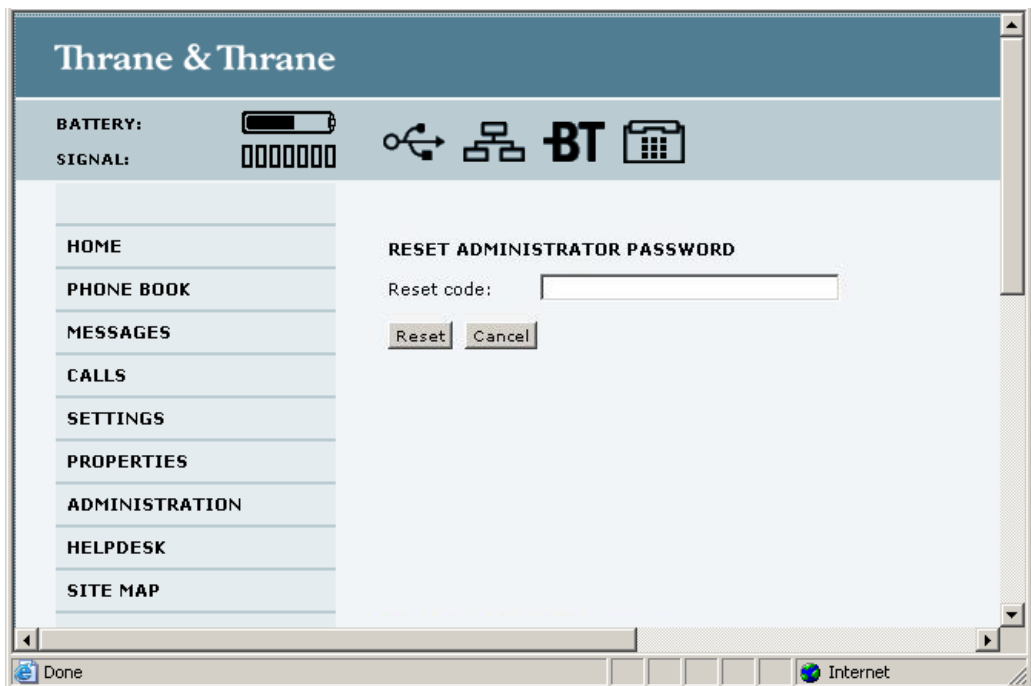 Thrane & Thrane
BATTERY:
SIGNAL:
BT
HOME
PHONE BOOK
MESSAGES
CALLS
SETTINGS
PROPERTIES
ADMINISTRATION
HELPDESK
SITE MAP
RESET ADMINISTRATOR PASSWORD
Reset code:
Reset Cancel
Done Internet